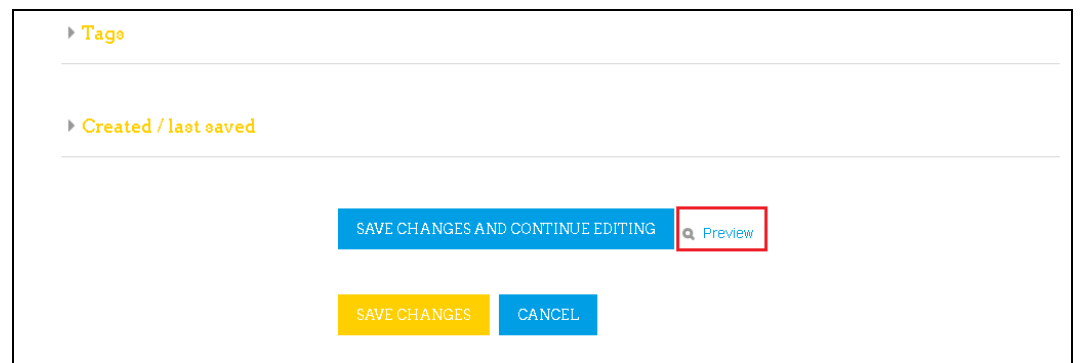 Tags
Created / last saved
SAVE CHANGES AND CONTINUE EDITING Preview
SAVE CHANGES CANCEL